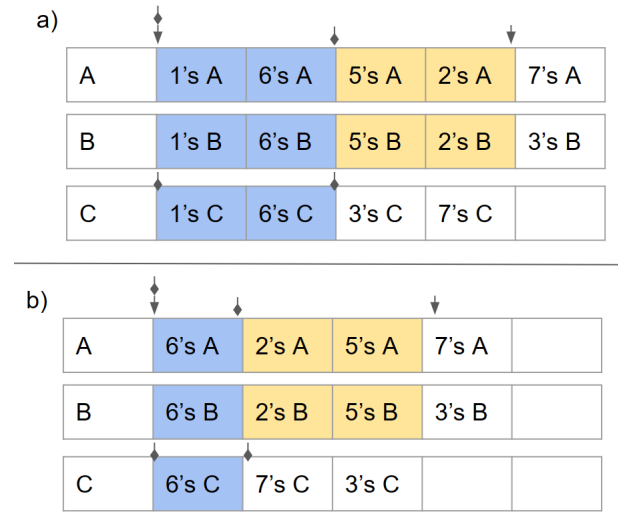 a)
A 1's A 6's A 5's A 2's A 7's A
B 1's B 6's B 5's B 2's B 3's B
C 1's C 6's C 3's C 7's C
b)
A 6's A 2's A 5's A 7's A
B 6's B 2's B 5's B 3's B
C 6's C 7's C 3's C